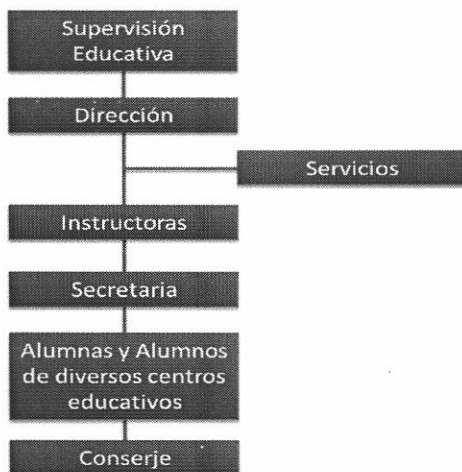 Supervisión
Educativa
Dirección
Servicios
Instructoras
Secretaria
Alumnas y Alumnos
de diversos centros
educativos
Conserje